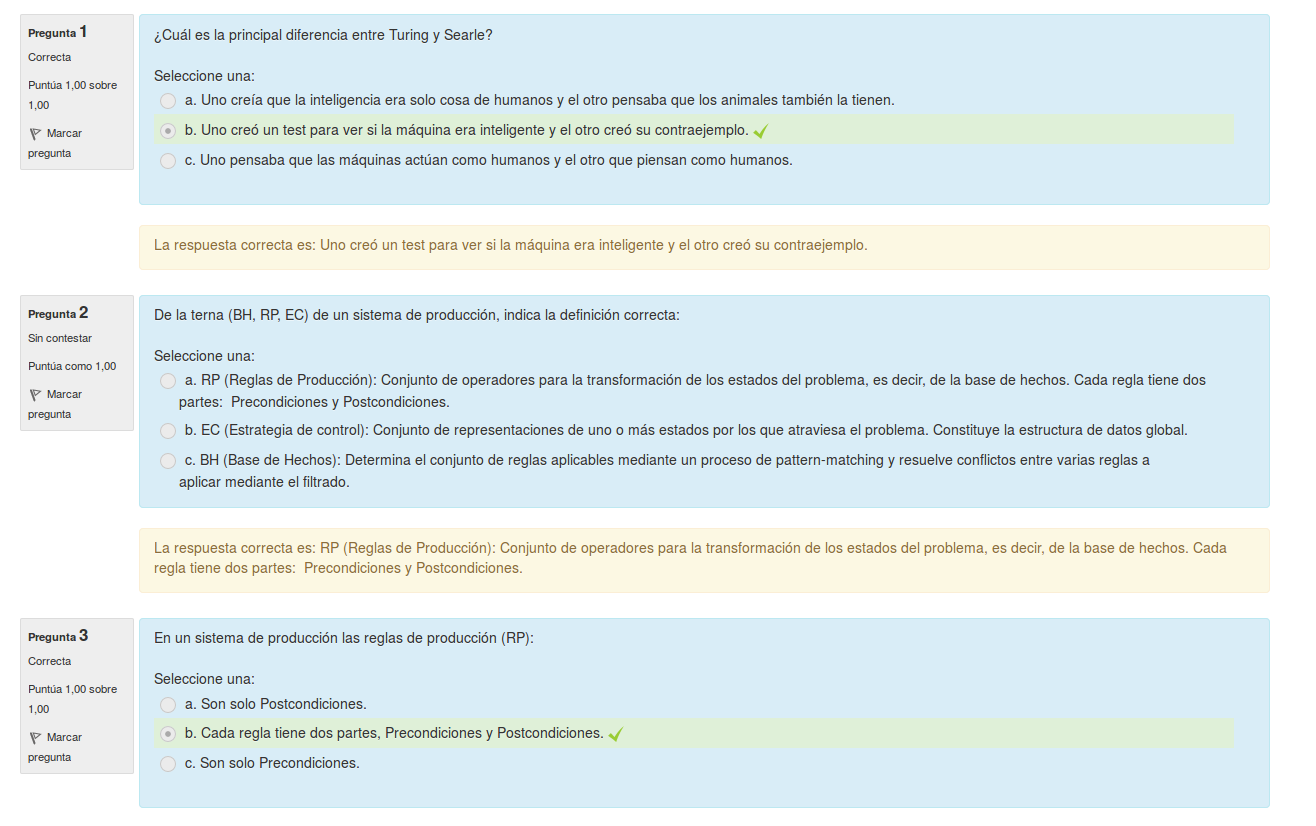 Pregunta 1
Correcta
Puntúa 1,00 sobre
1,00
Marcar
pregunta
¿Cuál es la principal diferencia entre Turing y Searle?
Seleccione una:
a. Uno creía que la inteligencia era solo cosa de humanos y el otro pensaba que los animales también la tienen.
b. Uno creó un test para ver si la máquina era inteligente y el otro creó su contraejemplo.
c. Uno pensaba que las máquinas actúan como humanos y el otro que piensan como humanos.
La respuesta correcta es: Uno creó un test para ver si la máquina era inteligente y el otro creó su contraejemplo.
Pregunta 2
Sin contestar
Puntúa como 1,00
Marcar
pregunta
De la terna (BH, RP, EC) de un sistema de producción, indica la definición correcta:
Seleccione una:
a. RP (Reglas de Producción): Conjunto de operadores para la transformación de los estados del problema, es decir, de la base de hechos. Cada regla tiene dos
partes:  Precondiciones y Postcondiciones.
b. EC (Estrategia de control): Conjunto de representaciones de uno o más estados por los que atraviesa el problema. Constituye la estructura de datos global.
c. BH (Base de Hechos): Determina el conjunto de reglas aplicables mediante un proceso de pattern-matching y resuelve conflictos entre varias reglas a
aplicar mediante el filtrado.
La respuesta correcta es: RP (Reglas de Producción): Conjunto de operadores para la transformación de los estados del problema, es decir, de la base de hechos. Cada
regla tiene dos partes:  Precondiciones y Postcondiciones.
Pregunta 3
Correcta
Puntúa 1,00 sobre
1,00
Marcar
pregunta
En un sistema de producción las reglas de producción (RP):
Seleccione una:
a. Son solo Postcondiciones.
b. Cada regla tiene dos partes, Precondiciones y Postcondiciones.
c. Son solo Precondiciones.